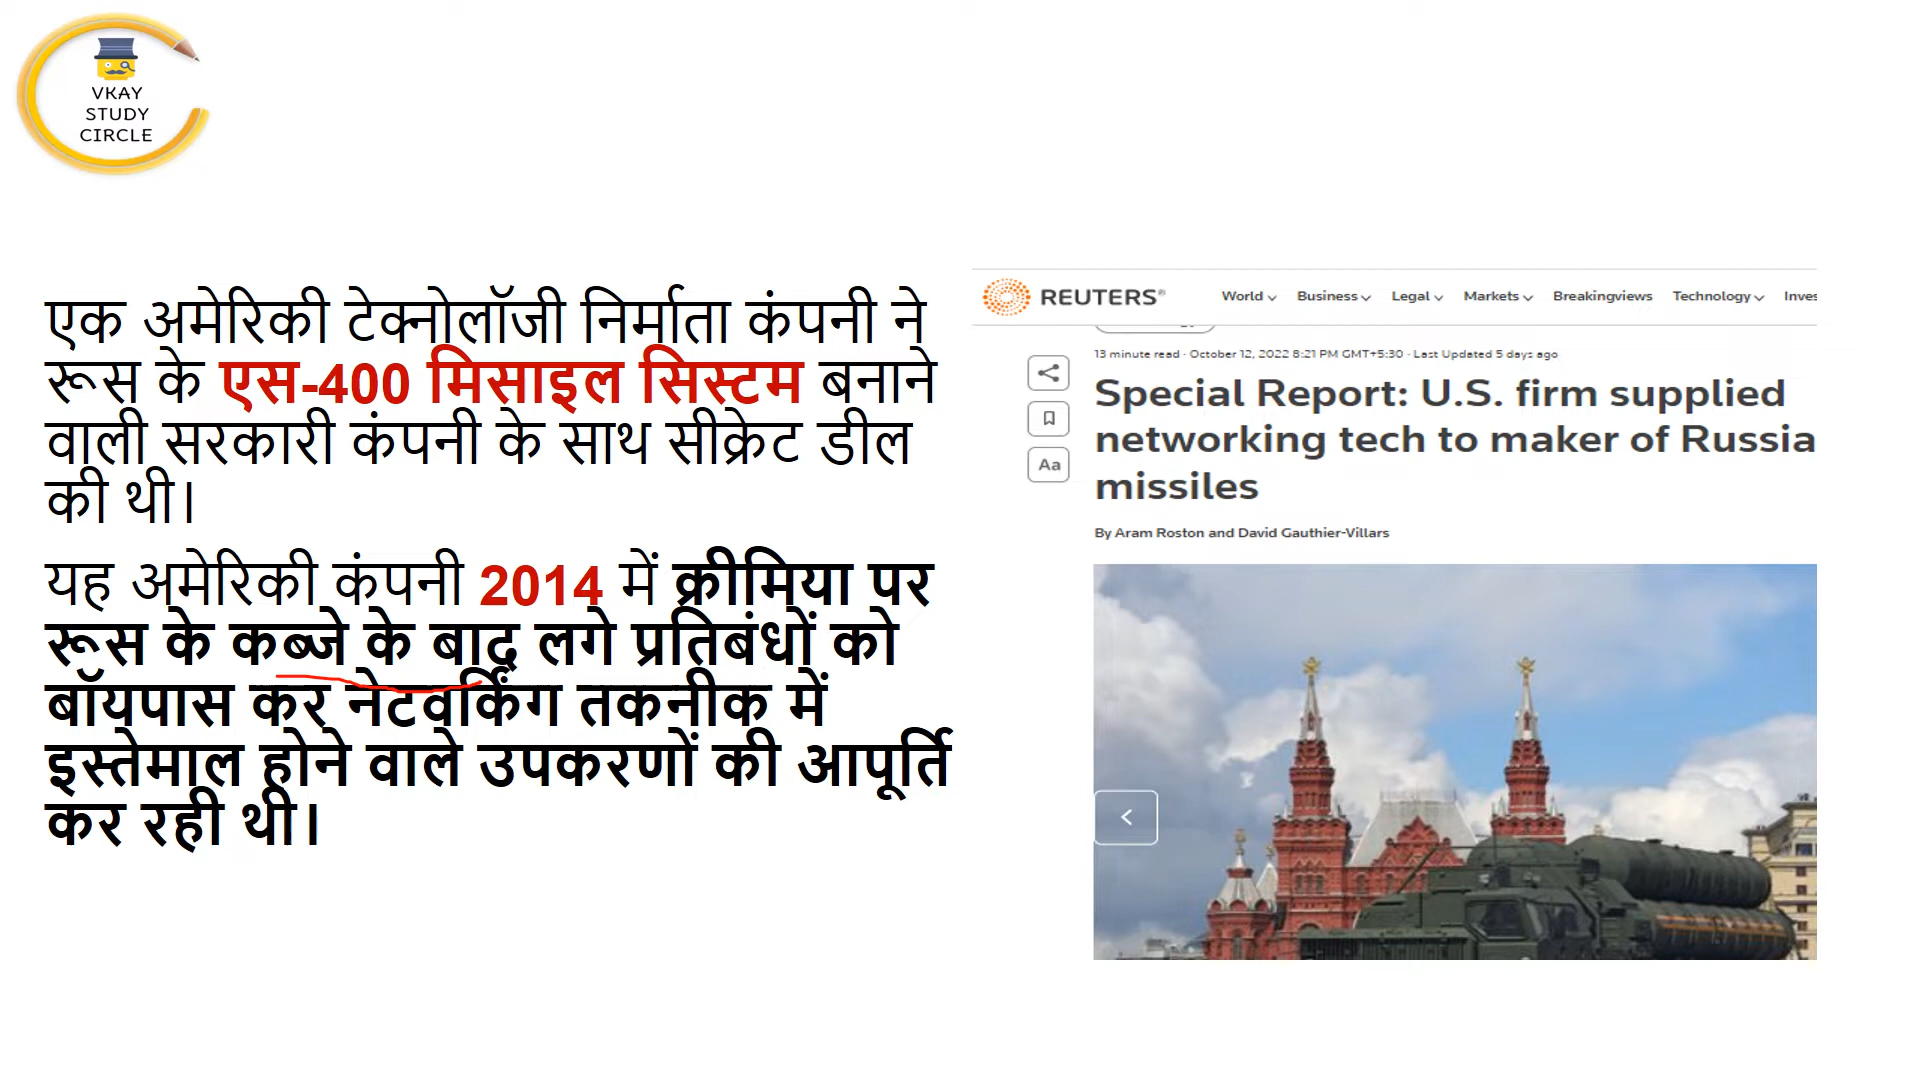 VKAY
STUDY
CIRCLE
एक अमेरिकी टेक्नोलॉजी निर्माता कंपनी ने
रूस के एस-400 मिसाइल सिस्टम बनाने
वाली सरकारी कंपनी के साथ सीक्रेट डील
की थी।
यह अमेरिकी कंपनी 2014 में क्रीमिया पर
रूस के कब्जे के बाद लगे प्रतिबंधों को
बॉयपास कर नेटवर्किंग तकनीक में
इस्तेमाल होने वाले उपकरणों की आपूर्ति
कर रही थी।
REUTERS® World Business Legal Markets Breakingviews Technology Inves
13 minute read · October 12, 2022 8:21 PM GMT+5:30 · Last Updated 5 days ago
Special Report: U.S. firm supplied
networking tech to maker of Russia
missiles
Aa
By Aram Roston and David Gauthier-Villars